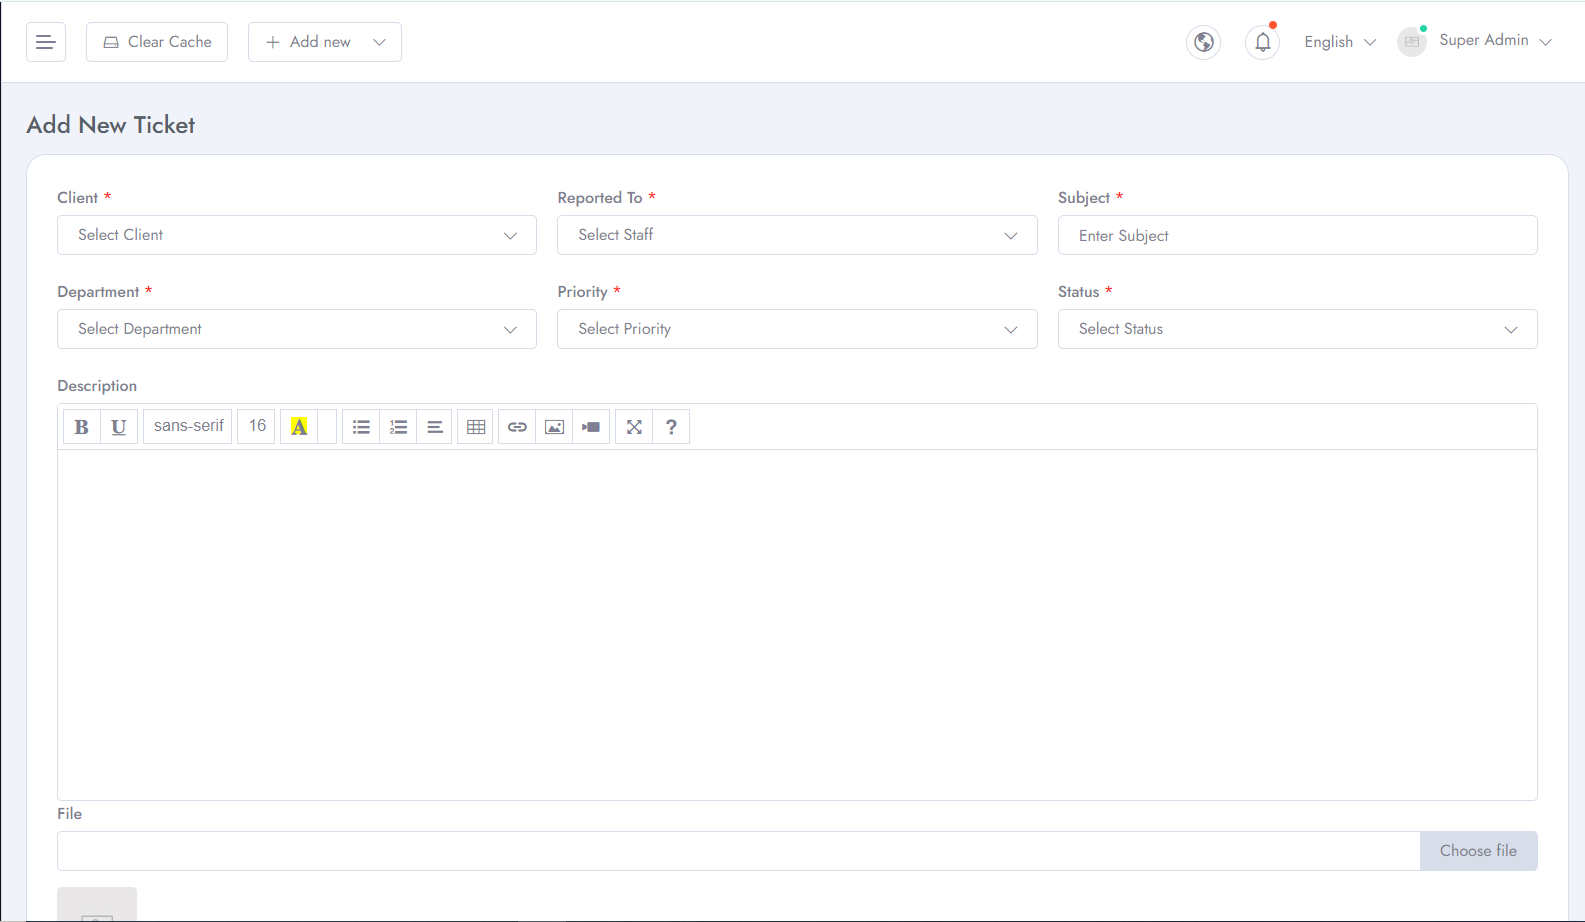 Clear Cache
Add new
English
Super Admin
Add New Ticket
Client *
Reported To *
Subject *
Select Client
Select Staff
Enter Subject
Department *
Priority *
Status *
Select Department
Select Priority
Select Status
Description
B U sans-serif 16 A ?
File
Choose file